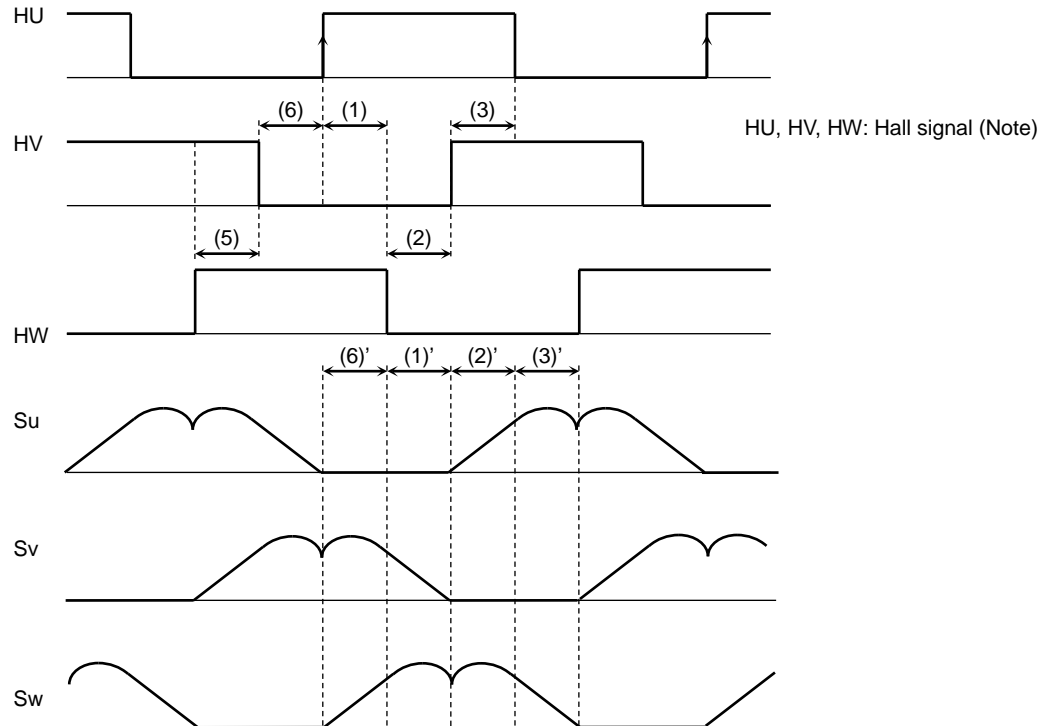 HU
(6) (1) (3)
HU, HV, HW: Hall signal (Note)
HV
(5) (2)
HW
(6)’ (1)’ (2)’ (3)’
Su
Sv
Sw